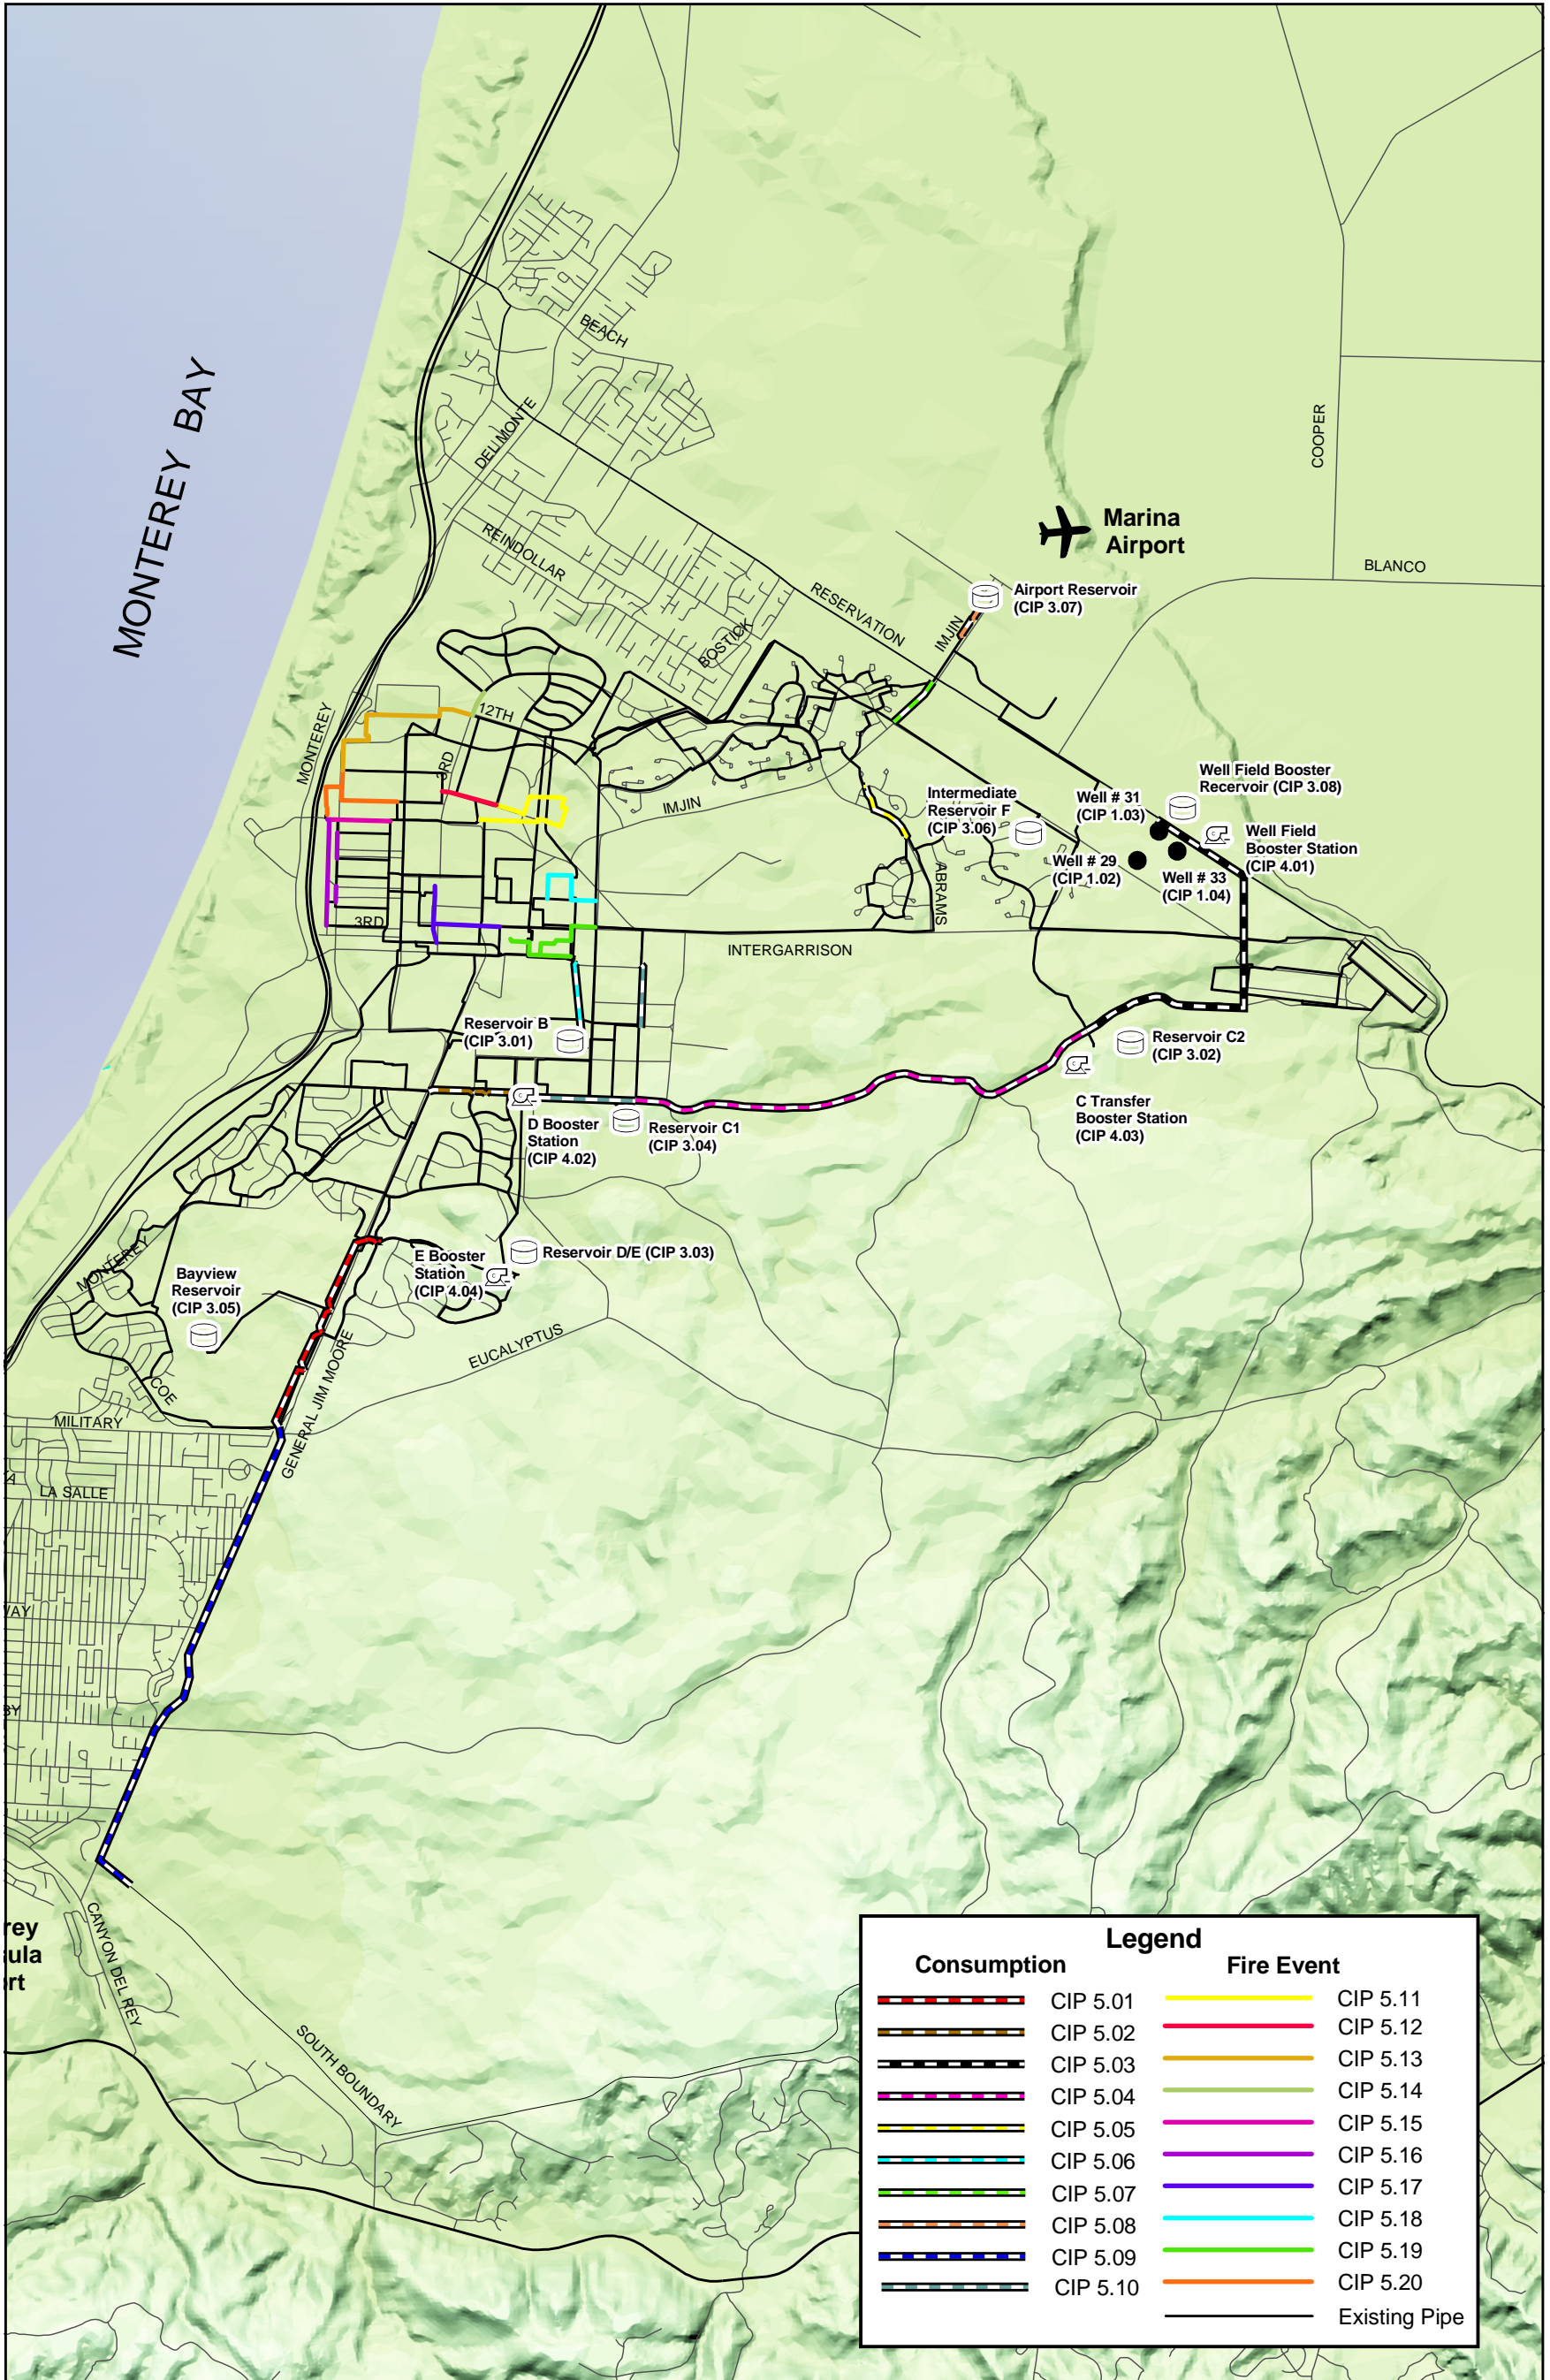 MONTEREY BAY
BEACH
DEL MONTE
COOPER
REINDOLLAR
Marina
Airport
BLANCO
Airport Reservoir
(CIP 3.07)
RESERVATION
IMJIN
BOSTICK
12TH
MONTEREY
3RD
IMJIN
Well Field Booster
Recervoir (CIP 3.08)
Intermediate
Reservoir F
(CIP 3.06)
Well # 31
(CIP 1.03)
Well Field
Booster Station
(CIP 4.01)
Well # 29
(CIP 1.02)
Well # 33
(CIP 1.04)
ABRAMS
3RD
INTERGARRISON
Reservoir B
(CIP 3.01)
Reservoir C2
(CIP 3.02)
C Transfer
Booster Station
(CIP 4.03)
D Booster
Station
(CIP 4.02)
Reservoir C1
(CIP 3.04)
MONTEREY
E Booster
Station
(CIP 4.04)
Reservoir D/E (CIP 3.03)
Bayview
Reservoir
(CIP 3.05)
EUCALYPTUS
COE
GENERAL JIM MOORE
MILITARY
LA SALLE
WAY
BY
rey
ula
rt
CANYON DEL REY
SOUTH BOUNDARY
Legend
Consumption
Fire Event
CIP 5.01
CIP 5.11
CIP 5.02
CIP 5.12
CIP 5.03
CIP 5.13
CIP 5.04
CIP 5.14
CIP 5.05
CIP 5.15
CIP 5.06
CIP 5.16
CIP 5.07
CIP 5.17
CIP 5.08
CIP 5.18
CIP 5.09
CIP 5.19
CIP 5.10
CIP 5.20
Existing Pipe